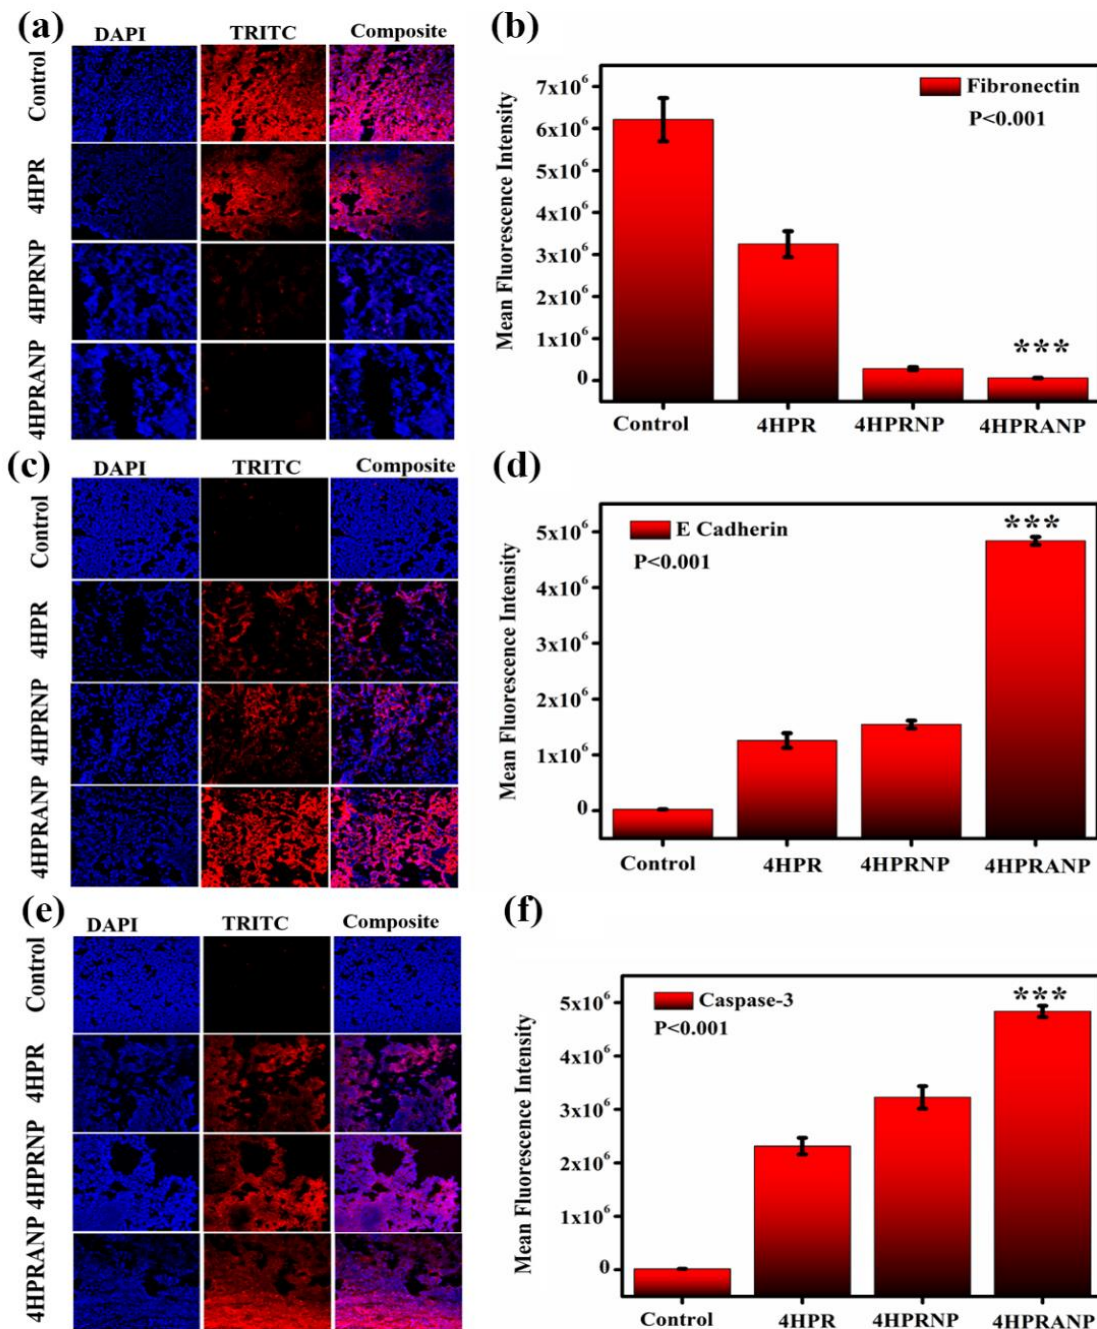 (a)
DAPI TRITC Composite
Control
4HPR
4HPRNP
4HPRANP
(b)
Mean Fluorescence Intensity
7x10⁶
6x10⁶
5x10⁶
4x10⁶
3x10⁶
2x10⁶
1x10⁶
0
Fibronectin
P<0.001
***
Control 4HPR 4HPRNP 4HPRANP
(c)
DAPI TRITC Composite
Control
4HPR
4HPRNP
4HPRANP
(d)
Mean Fluorescence Intensity
5x10⁶
4x10⁶
3x10⁶
2x10⁶
1x10⁶
0
E Cadherin
P<0.001
***
Control 4HPR 4HPRNP 4HPRANP
(e)
DAPI TRITC Composite
Control
4HPR
4HPRNP
4HPRANP
(f)
Mean Fluorescence Intensity
5x10⁶
4x10⁶
3x10⁶
2x10⁶
1x10⁶
0
Caspase-3
P<0.001
***
Control 4HPR 4HPRNP 4HPRANP